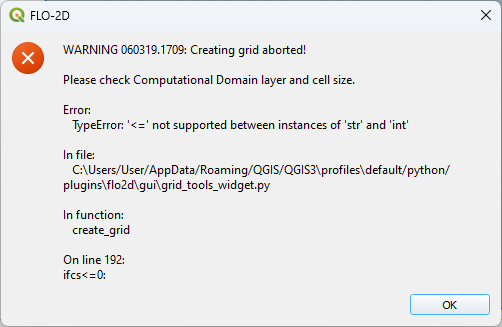 FLO-2D
WARNING 060319.1709: Creating grid aborted!
Please check Computational Domain layer and cell size.
Error:
TypeError: '<=' not supported between instances of 'str' and 'int'
In file:
C:\Users/User/AppData/Roaming/QGIS/QGIS3\profiles\default/python/
plugins\flo2d\gui\grid_tools_widget.py
In function:
create_grid
On line 192:
ifcs<=0:
OK